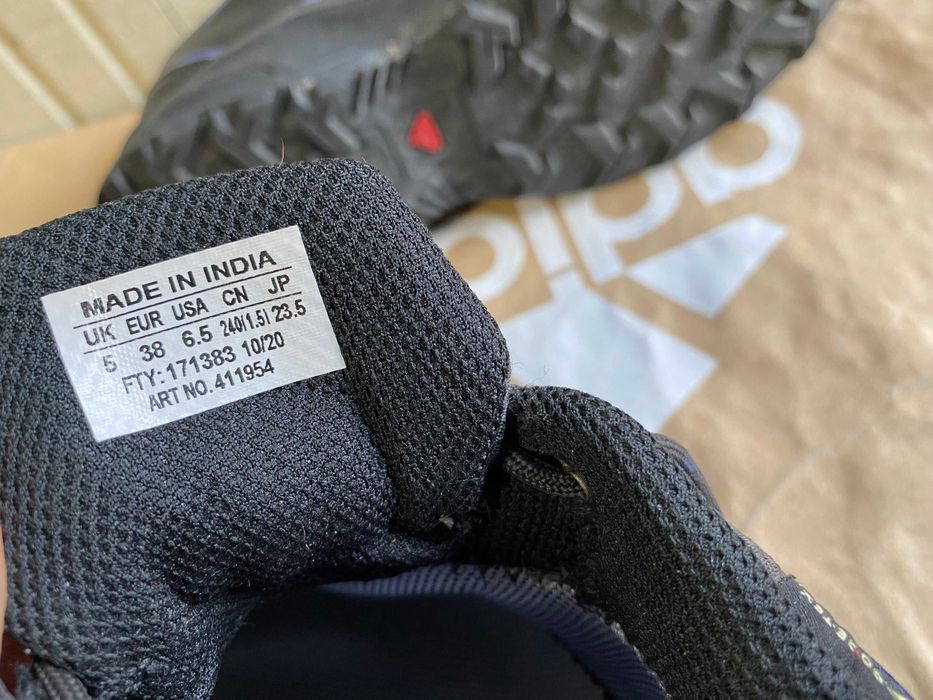 MADE IN INDIA
UK EUR USA CN JP
5 38 6.5 240(1.5) 23.5
FTY:171383 10/20
ART NO.411954
adidas